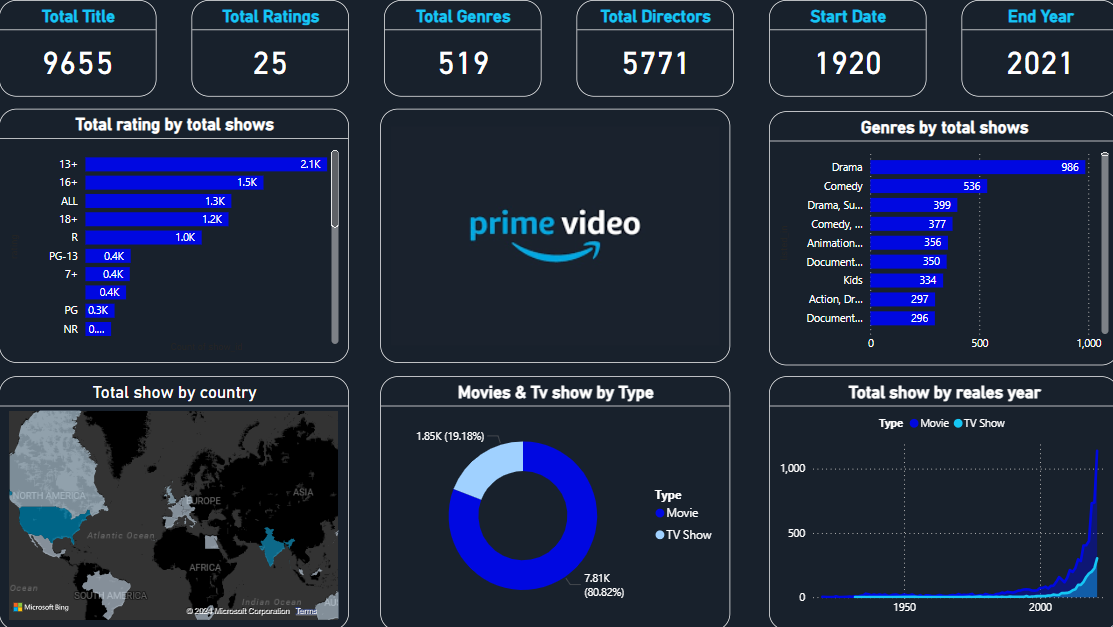 Total Title
9655
Total Ratings
25
Total Genres
519
Total Directors
5771
Start Date
1920
End Year
2021
Total rating by total shows
13+ 2.1K
16+ 1.5K
ALL 1.3K
18+ 1.2K
R 1.0K
PG-13 0.4K
7+ 0.4K
0.4K
PG 0.3K
NR 0....
prime video
Genres by total shows
Drama 986
Comedy 536
Drama, Su... 399
Comedy, ... 377
Animation... 356
Document... 350
Kids 334
Action, Dr... 297
Document... 296
0 500 1,000
Total show by country
NORTH AMERICA
EUROPE
ASIA
Atlantic Ocean
AFRICA
Ocean
SOUTH AMERICA
Indian Ocean
AU
Microsoft Bing
© 2024 Microsoft Corporation Terms
Movies & Tv show by Type
1.85K (19.18%)
7.81K
(80.82%)
Type
Movie
TV Show
Total show by reales year
Type Movie TV Show
1,000
500
0
1950 2000